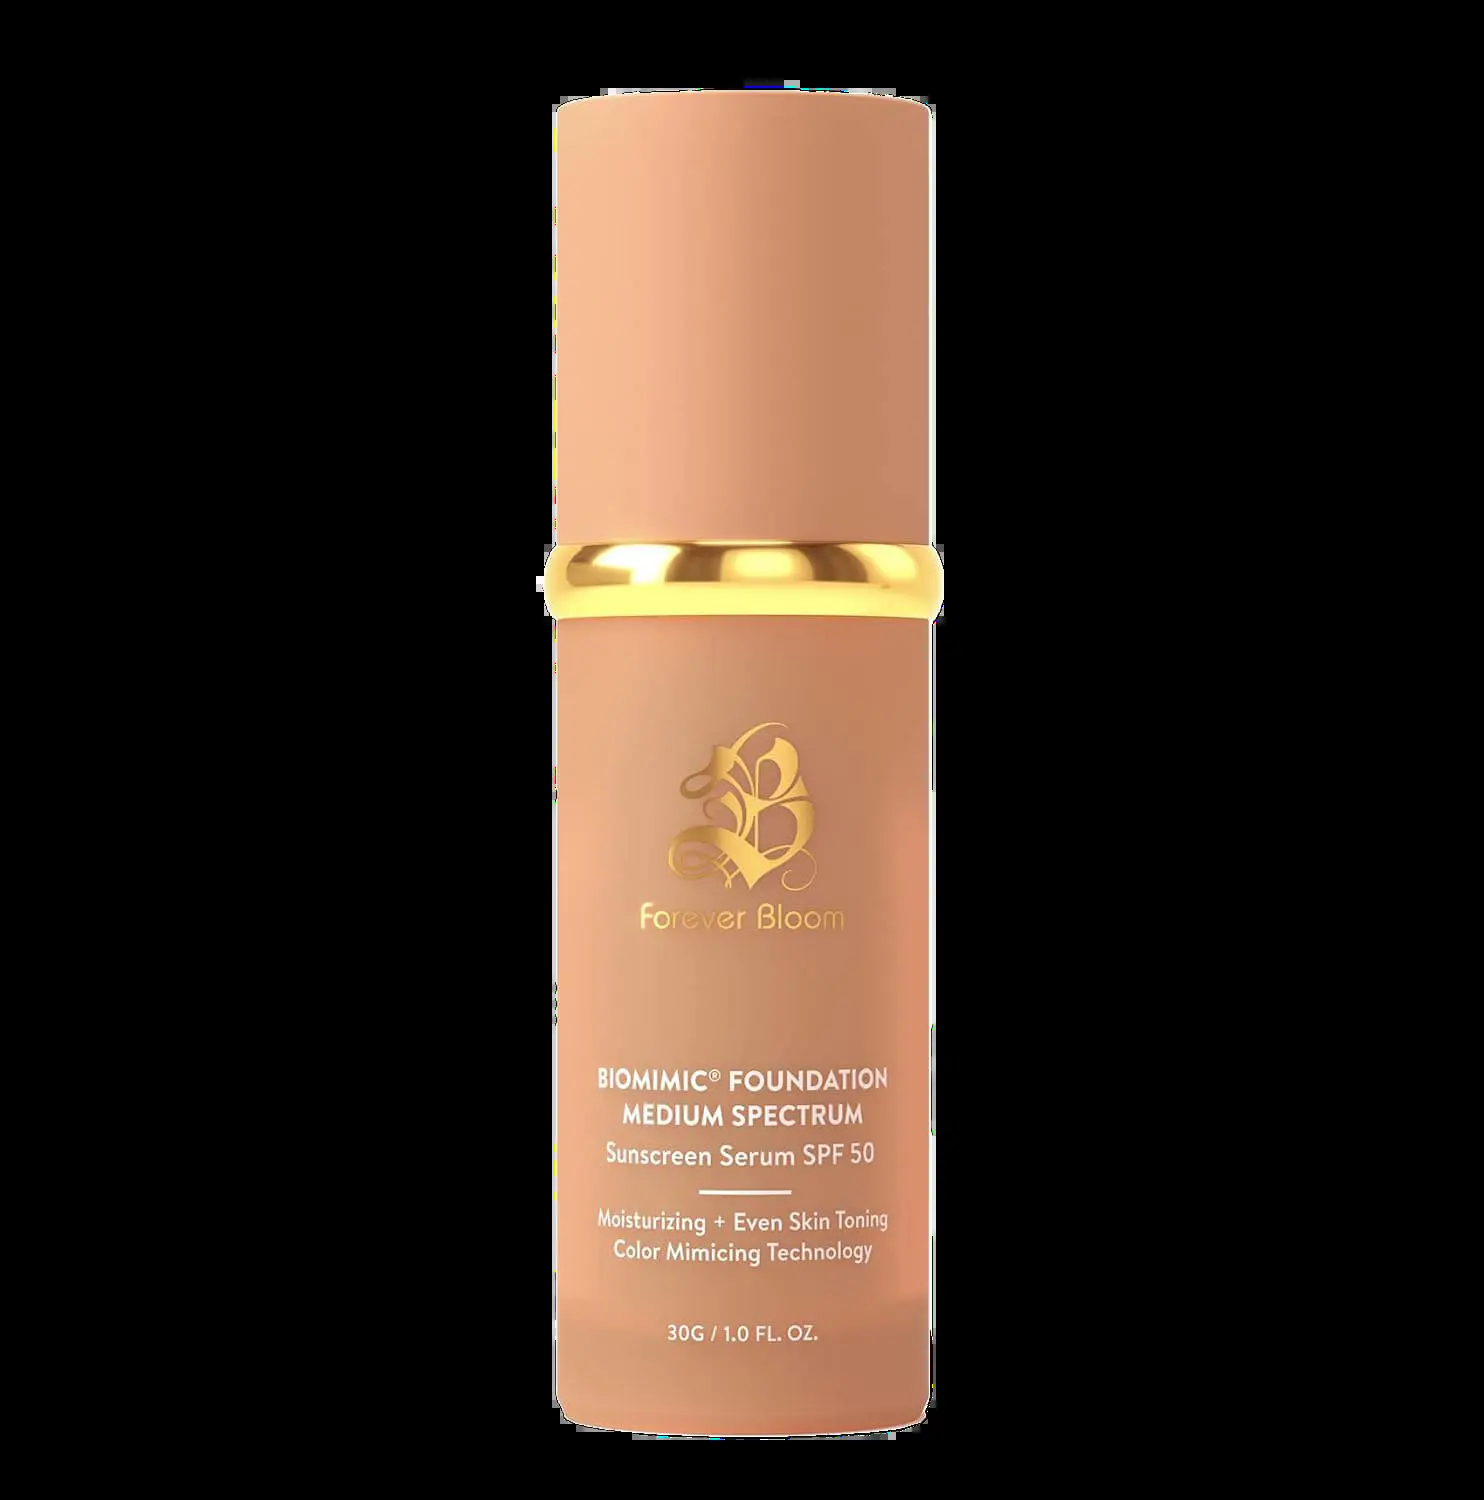 Forever Bloom
BIOMIMIC® FOUNDATION
MEDIUM SPECTRUM
Sunscreen Serum SPF 50
Moisturizing + Even Skin Toning
Color Mimicing Technology
30G / 1.0 FL. OZ.